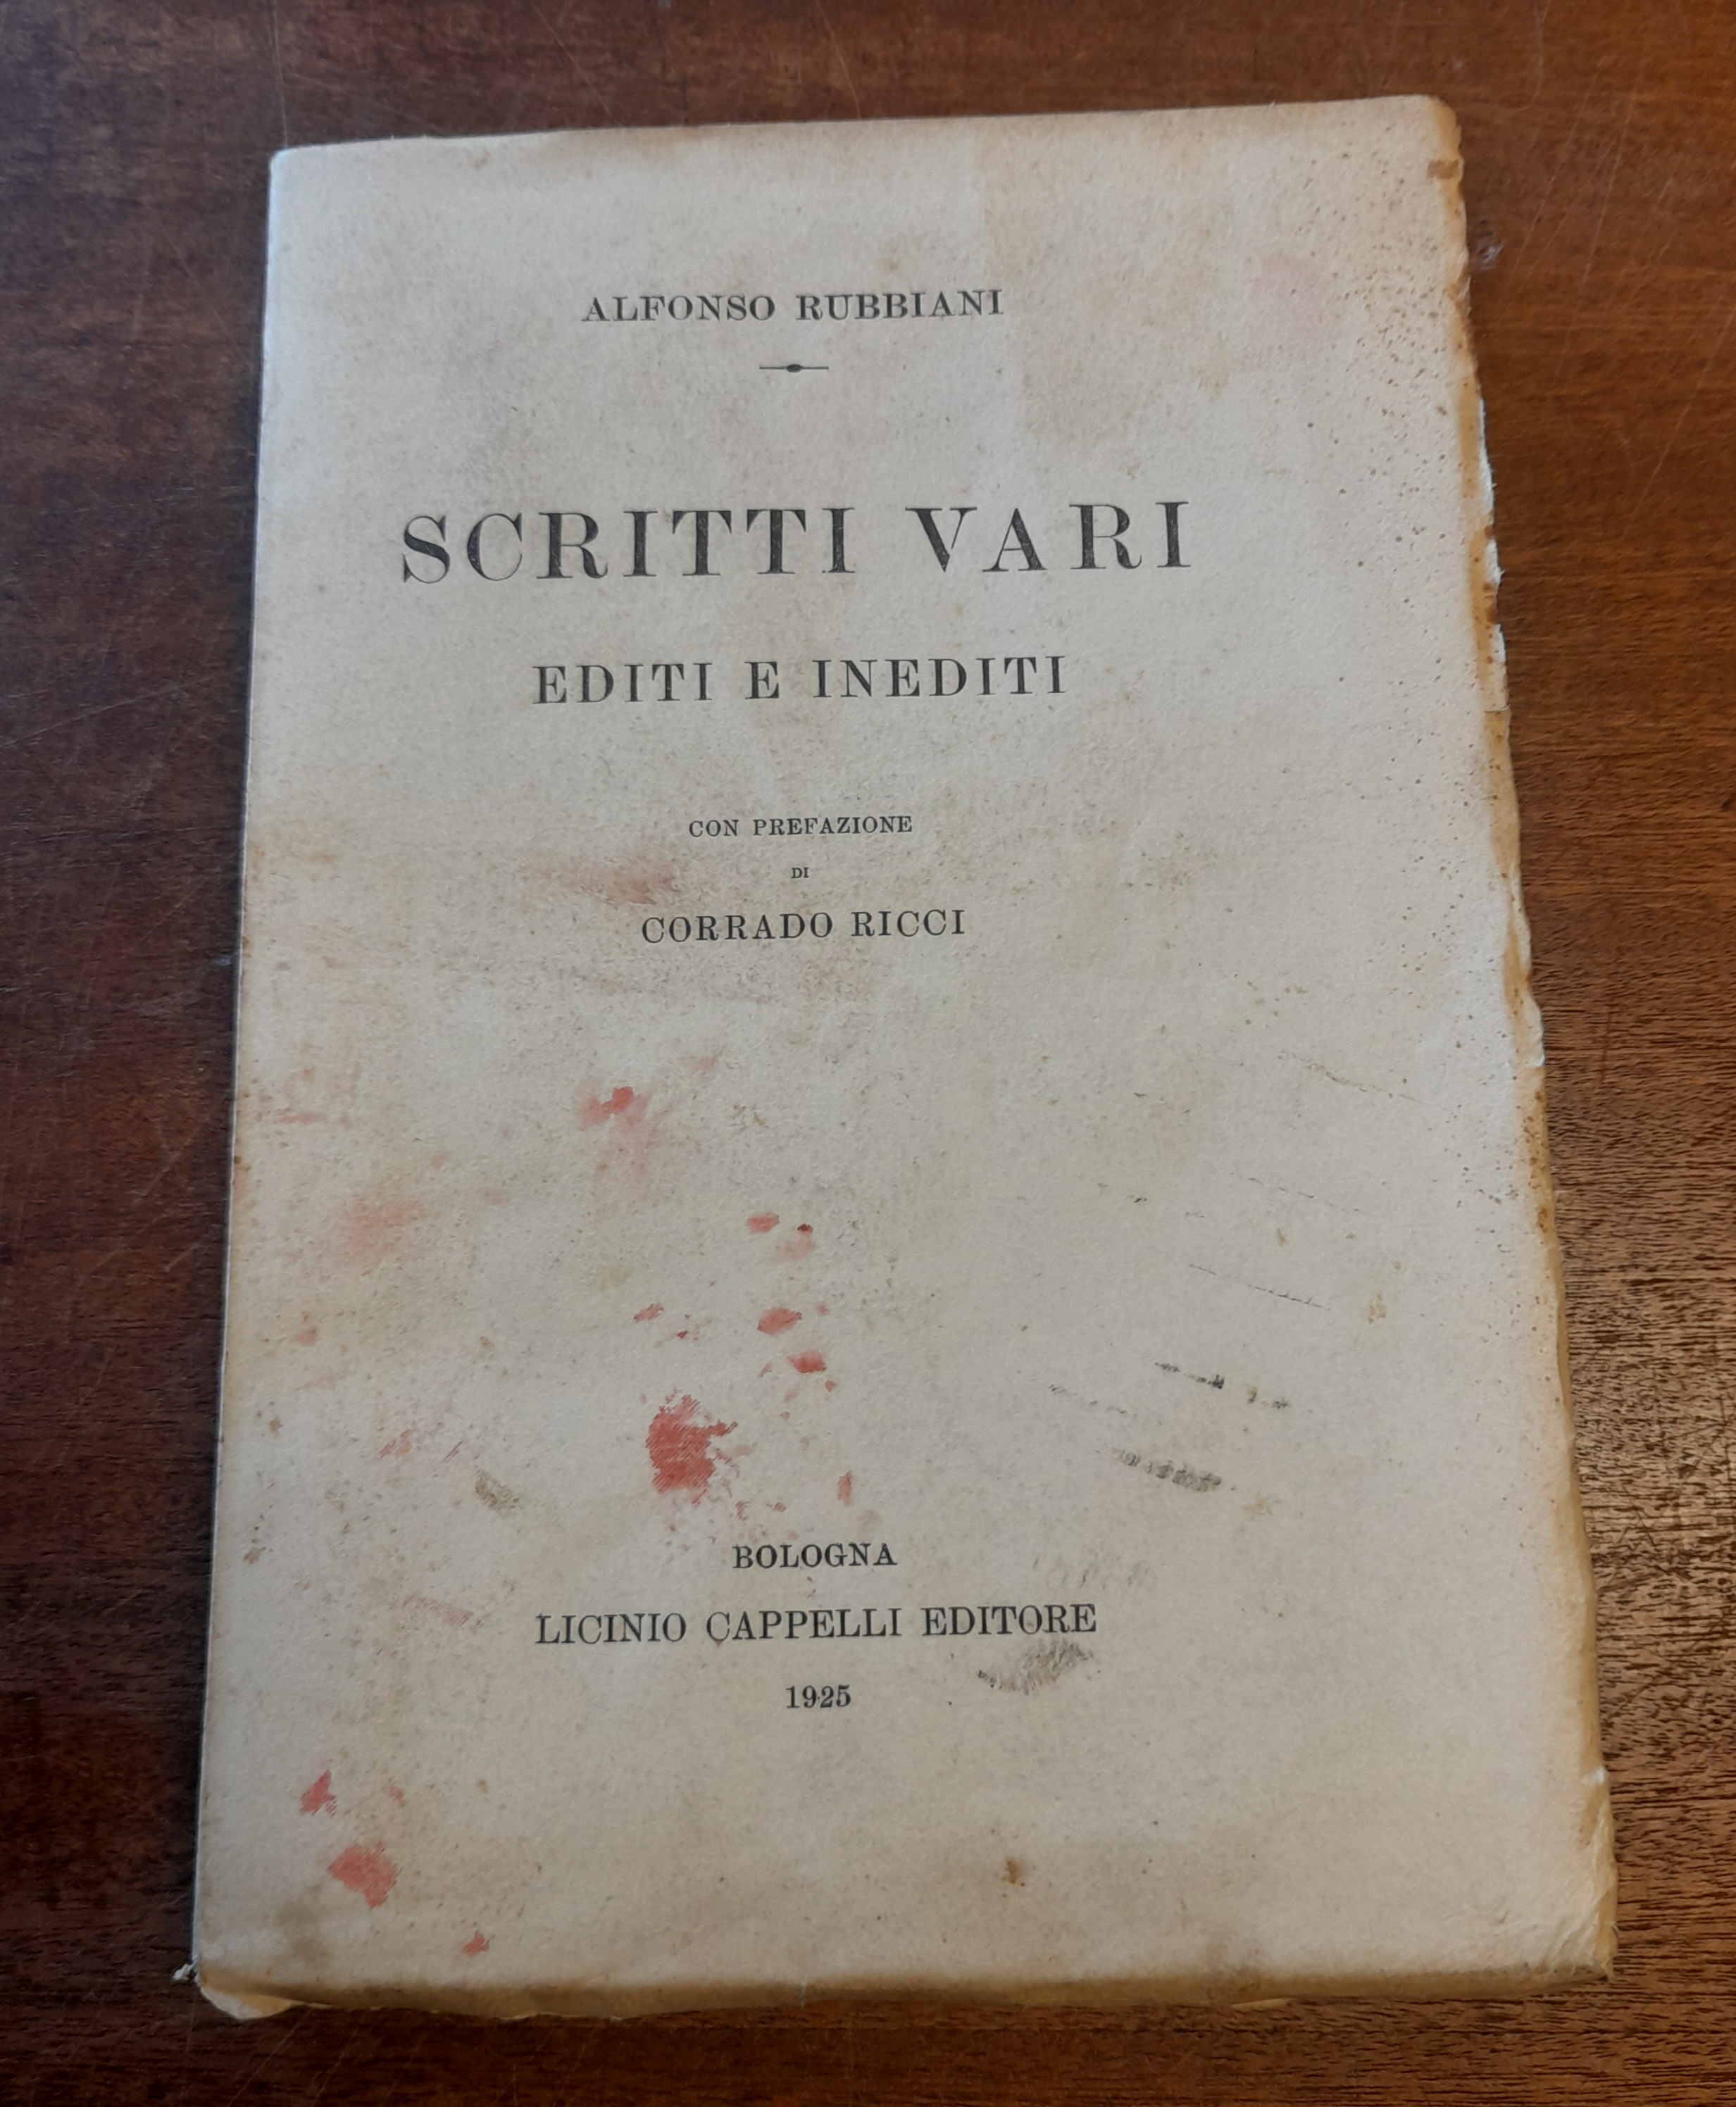 ALFONSO RUBBIANI
SCRITTI VARI
EDITI E INEDITI
CON PREFAZIONE
DI
CORRADO RICCI
BOLOGNA
LICINIO CAPPELLI EDITORE
1925